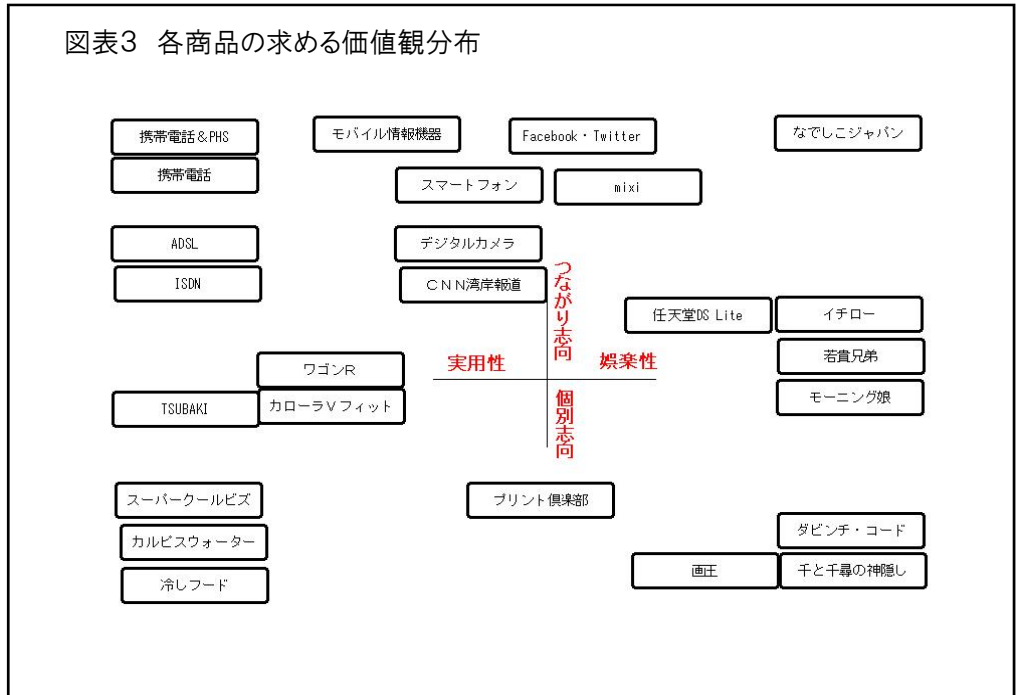 図表3 各商品の求める価値観分布
携帯電話＆PHS
モバイル情報機器
Facebook・Twitter
なでしこジャパン
携帯電話
スマートフォン
mixi
ADSL
デジタルカメラ
ISDN
ＣＮＮ湾岸報道
つながり志向
任天堂DS Lite
イチロー
実用性
娯楽性
若貴兄弟
ワゴンＲ
モーニング娘
TSUBAKI
カローラＶフィット
個別志向
スーパークールビズ
プリント倶楽部
カルピスウォーター
ダビンチ・コード
冷しフード
画王
千と千尋の神隠し